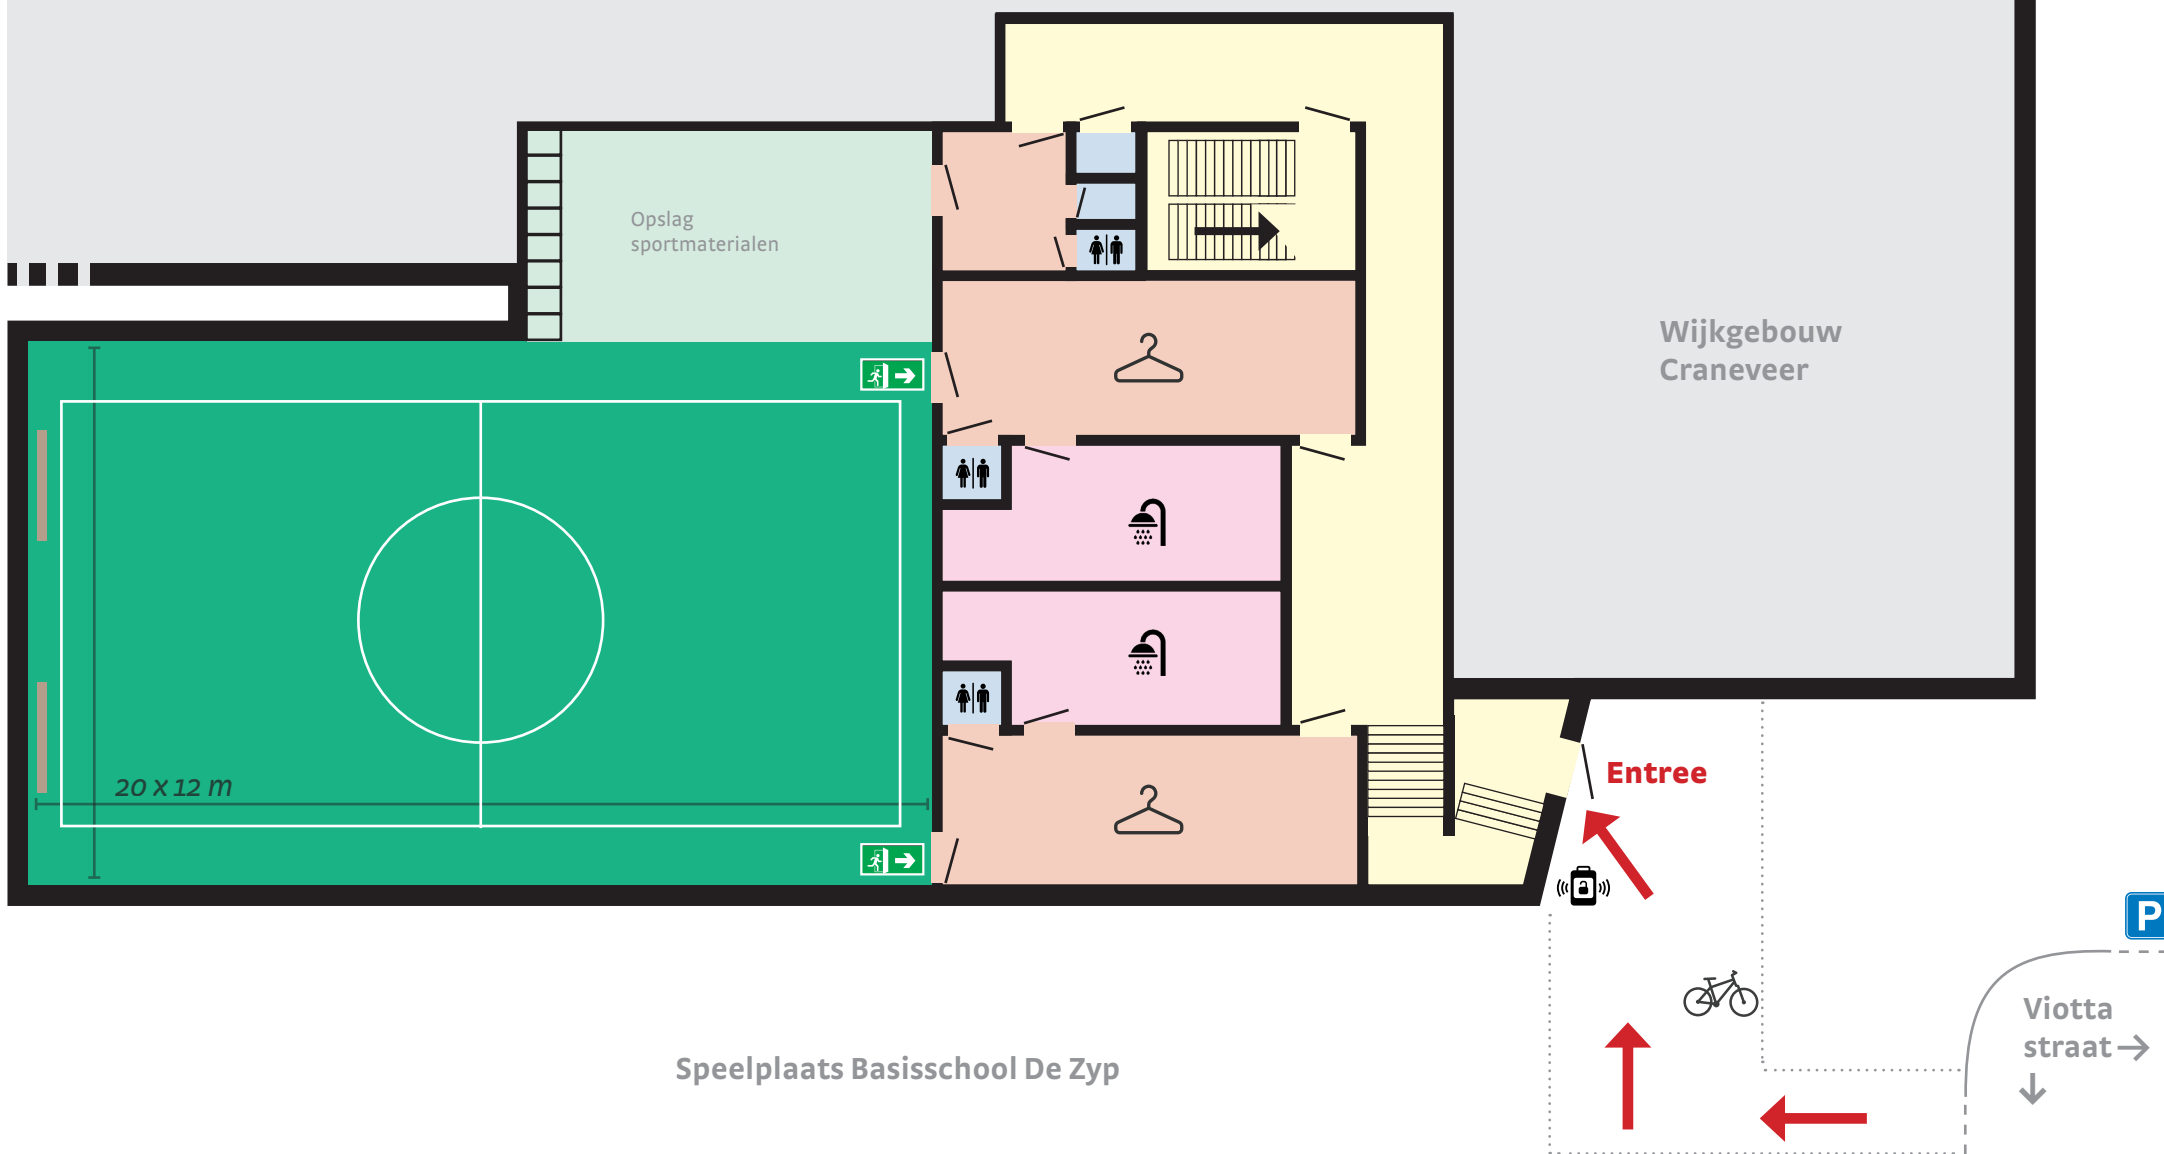 Opslag
sportmaterialen
Wijkgebouw
Craneveer
20 x 12 m
Entree
P
Viotta
straat
Speelplaats Basisschool De Zyp